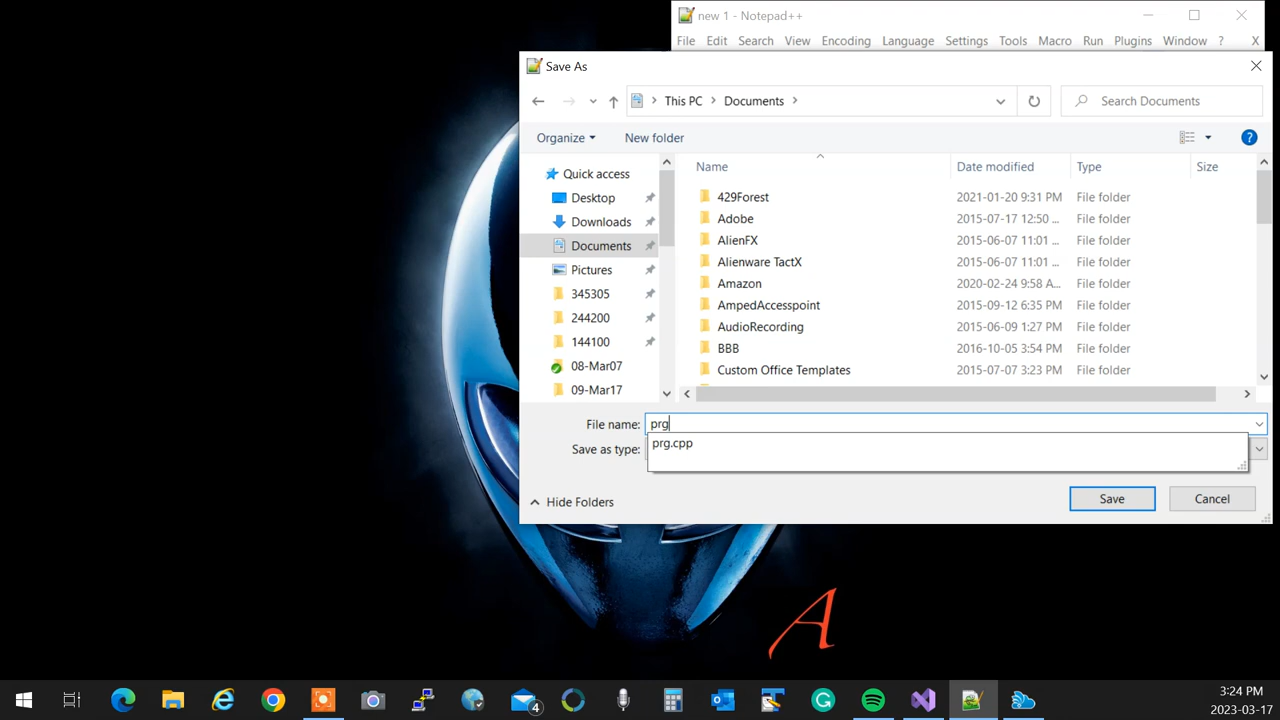 new 1 - Notepad++
File Edit Search View Encoding Language Settings Tools Macro Run Plugins Window ? X
Save As
This PC Documents
Search Documents
Organize New folder
Name Date modified Type Size
Quick access
Desktop
Downloads
Documents
Pictures
345305
244200
144100
08-Mar07
09-Mar17
429Forest 2021-01-20 9:31 PM File folder
Adobe 2015-07-17 12:50 ... File folder
AlienFX 2015-06-07 11:01 ... File folder
Alienware TactX 2015-06-07 11:01 ... File folder
Amazon 2020-02-24 9:58 A... File folder
AmpedAccesspoint 2015-09-12 6:35 PM File folder
AudioRecording 2015-06-09 1:27 PM File folder
BBB 2016-10-05 3:54 PM File folder
Custom Office Templates 2015-07-07 3:23 PM File folder
File name: prg
prg.cpp
Save as type:
Hide Folders
Save Cancel
A
4
3:24 PM
2023-03-17